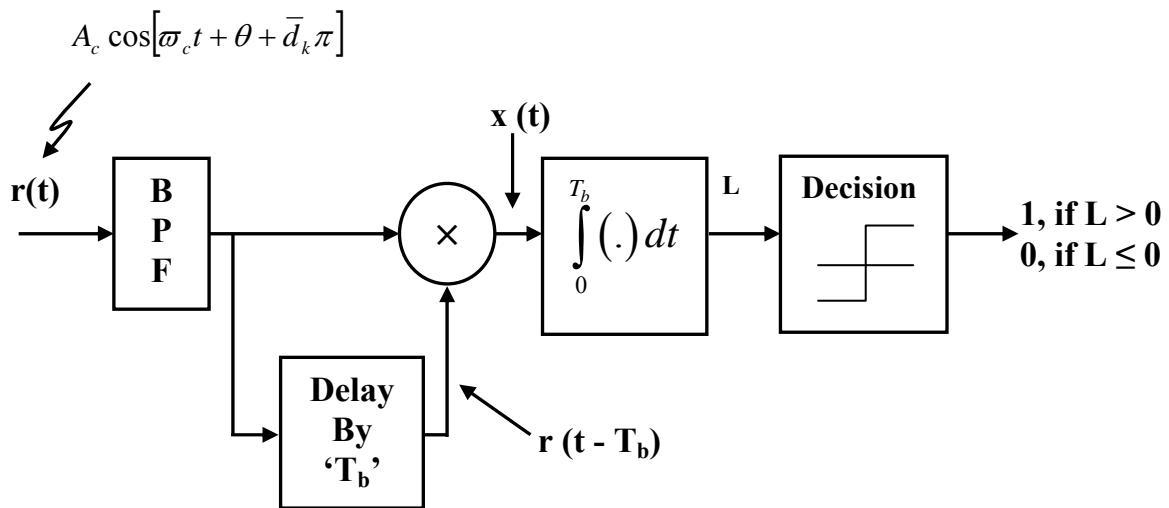 A_c cos[ϖ_c t + θ + d̄_k π]
x (t)
r(t)
B
P
F
×
∫₀^{T_b} (.) dt
L
Decision
1, if L > 0
0, if L ≤ 0
Delay
By
‘T_b’
r (t - T_b)